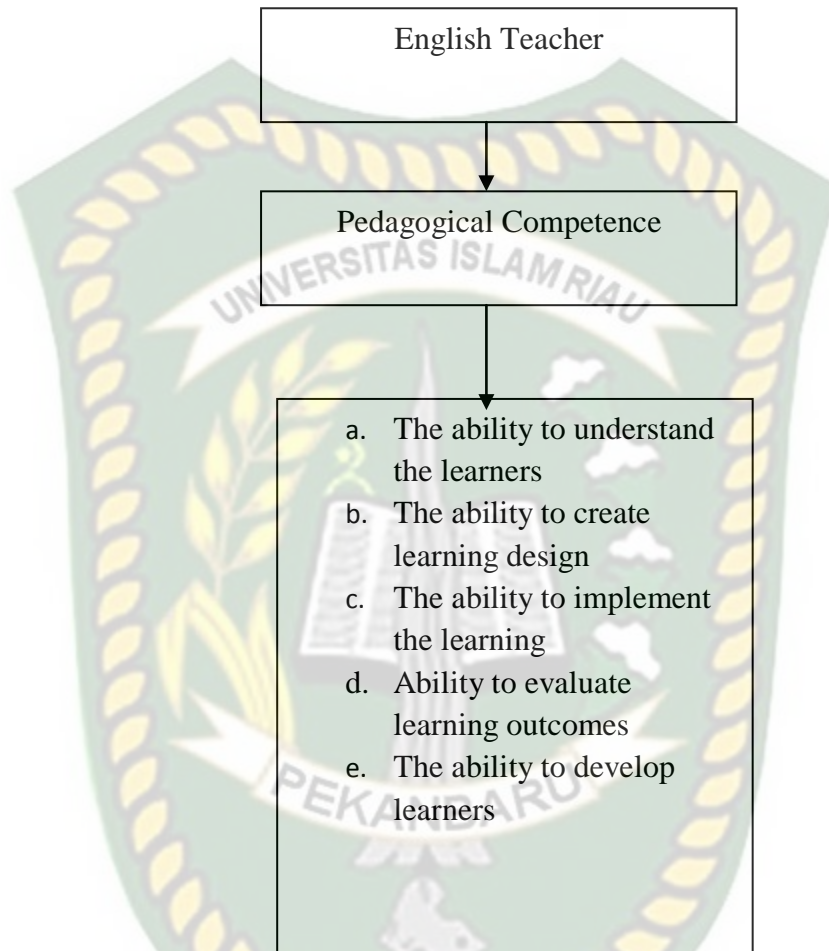 English Teacher
Pedagogical Competence
UNIVERSITAS ISLAM RIAU
a. The ability to understand
the learners
b. The ability to create
learning design
c. The ability to implement
the learning
d. Ability to evaluate
learning outcomes
e. The ability to develop
learners
PEKANBARU